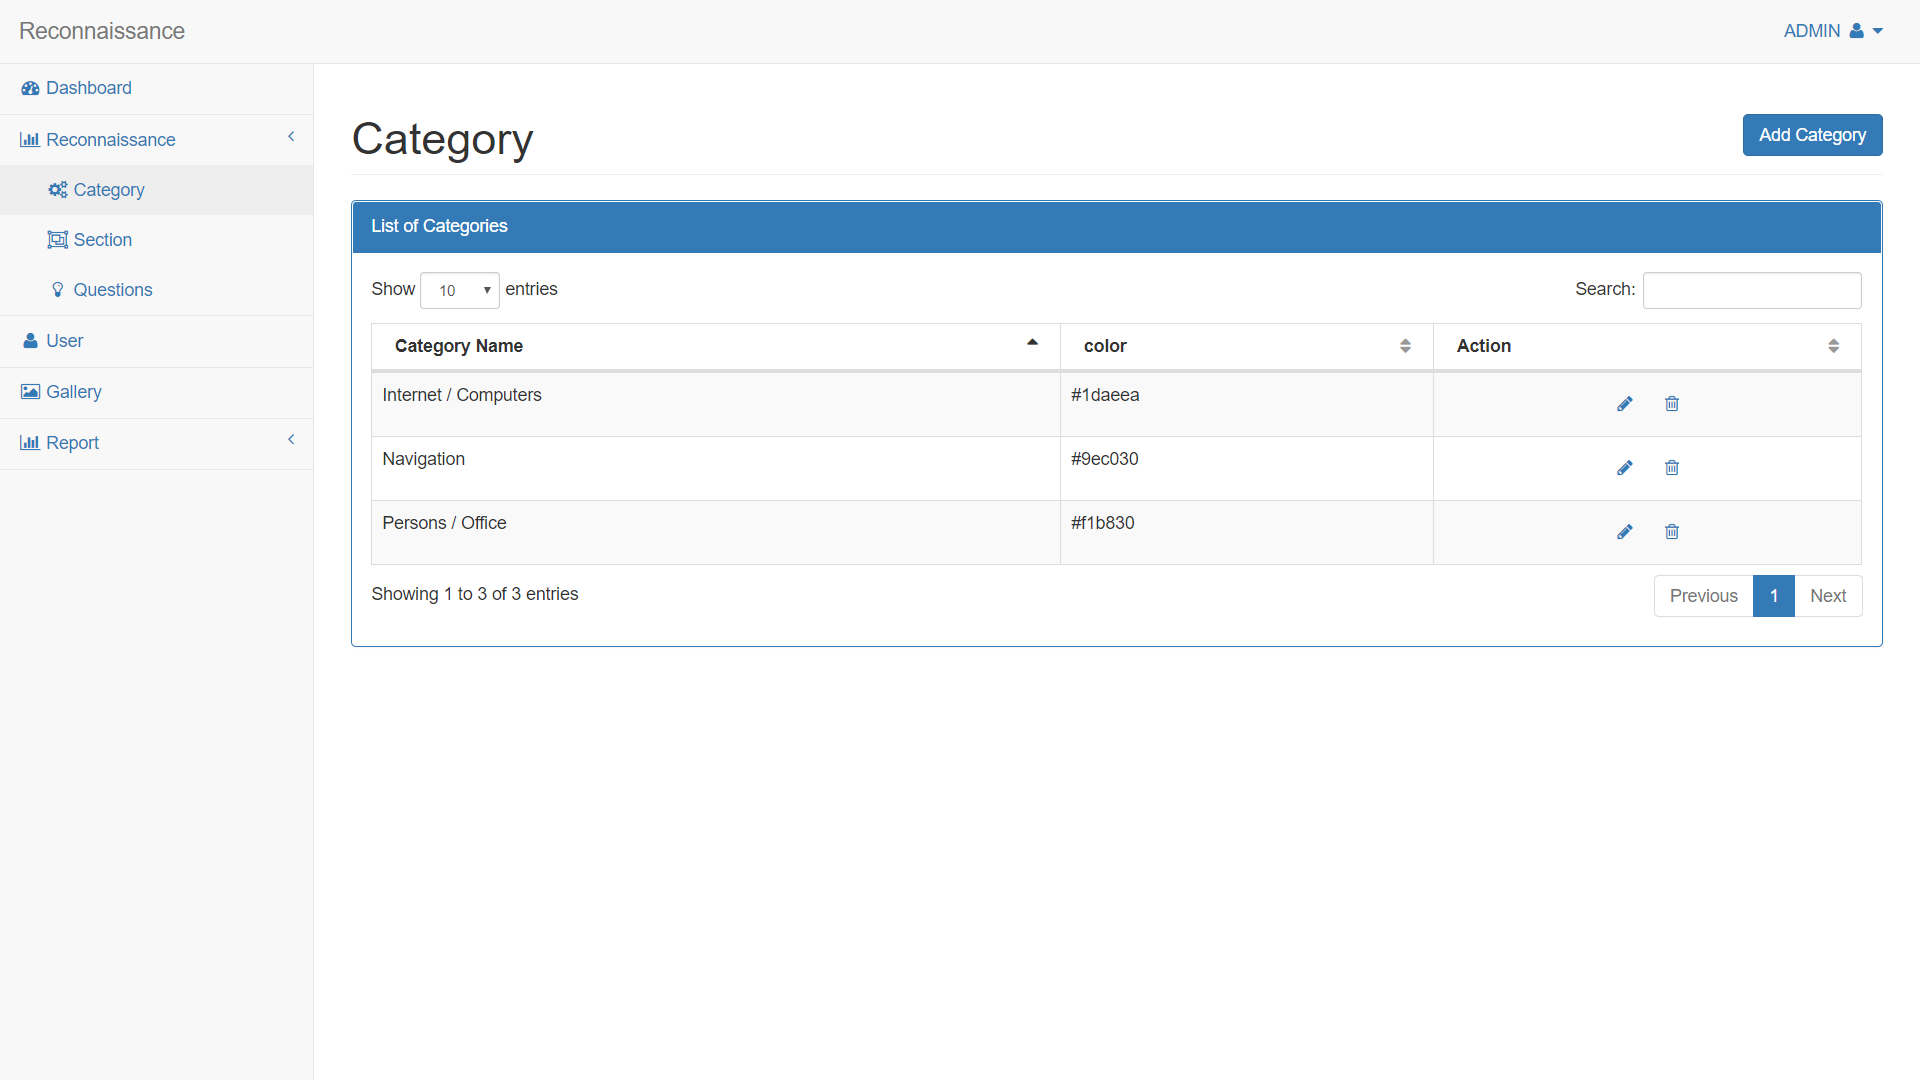 Reconnaissance
ADMIN
Dashboard
Reconnaissance
Category
Section
Questions
User
Gallery
Report
Category
Add Category
List of Categories
Show 10 entries
Search:
Category Name color Action
Internet / Computers #1daeea
Navigation #9ec030
Persons / Office #f1b830
Showing 1 to 3 of 3 entries
Previous 1 Next